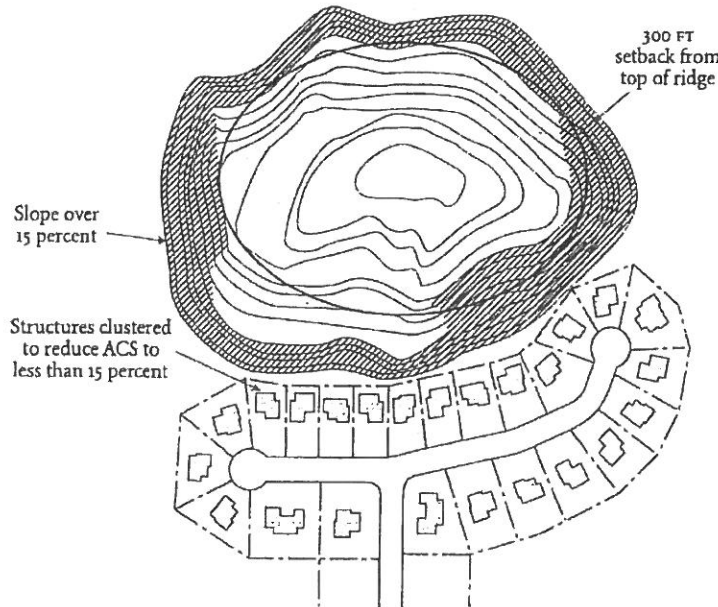 300 FT
setback from
top of ridge
Slope over
15 percent
Structures clustered
to reduce ACS to
less than 15 percent